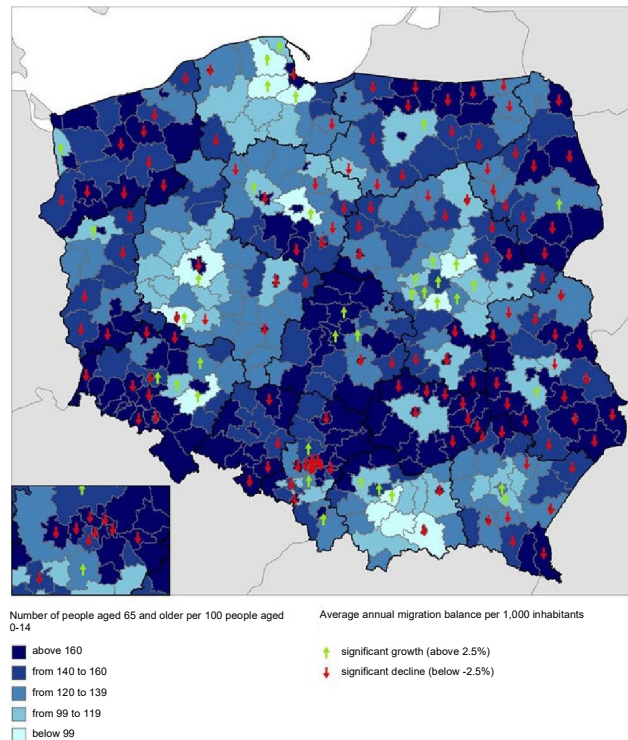 Number of people aged 65 and older per 100 people aged
0-14
above 160
from 140 to 160
from 120 to 139
from 99 to 119
below 99
Average annual migration balance per 1,000 inhabitants
significant growth (above 2.5%)
significant decline (below -2.5%)